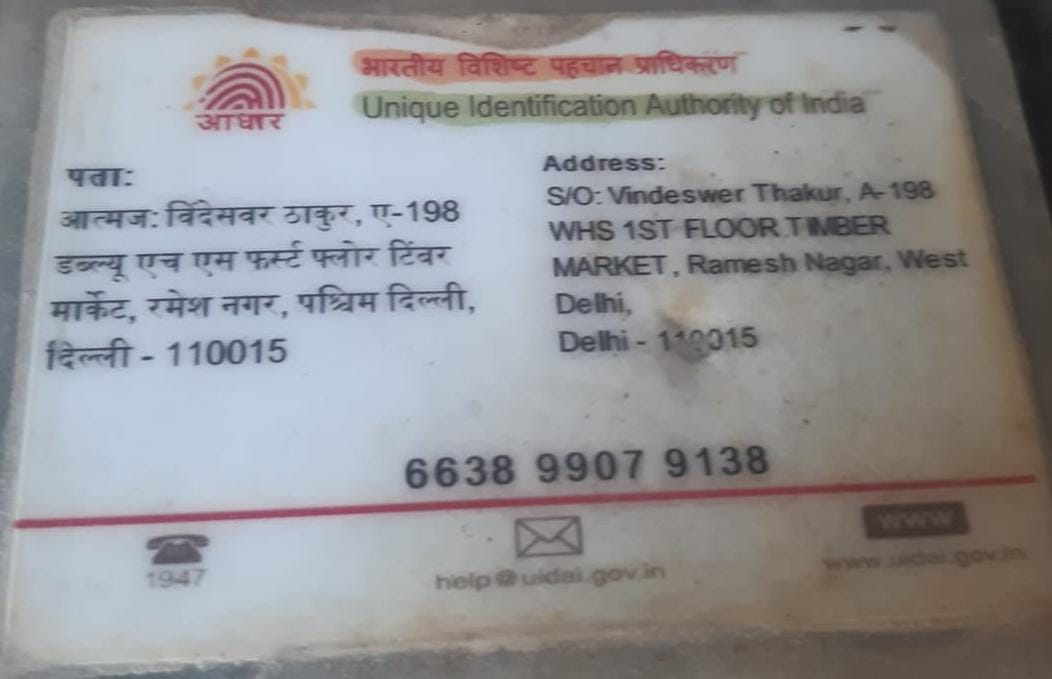 भारतीय विशिष्ट पहचान प्राधिकरण
Unique Identification Authority of India
आधार
पता:
आत्मज: विंदेसवर ठाकुर, ए-198
डब्ल्यू एच एस फर्स्ट फ्लोर टिंवर
मार्केट, रमेश नगर, पश्चिम दिल्ली,
दिल्ली - 110015
Address:
S/O: Vindeswer Thakur, A-198
WHS 1ST FLOOR TIMBER
MARKET, Ramesh Nagar, West
Delhi,
Delhi - 110015
6638 9907 9138
1947
help@uidai.gov.in
www
www.uidai.gov.in